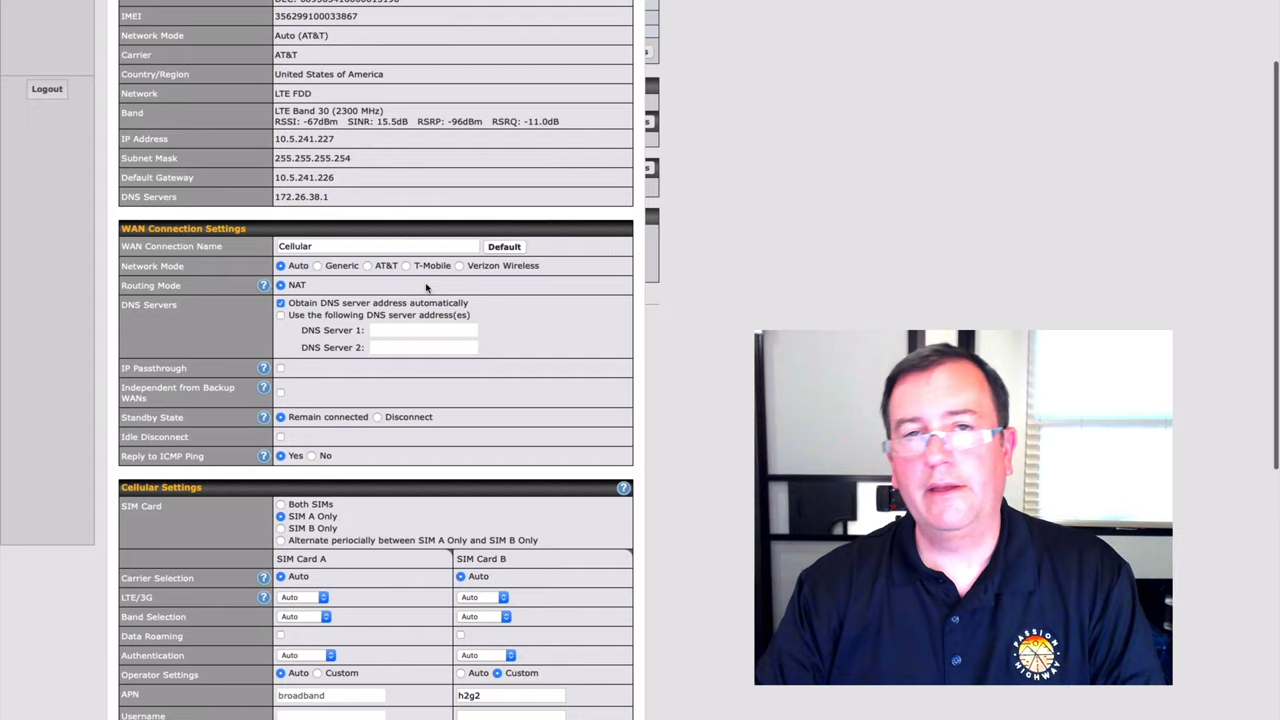 IMEI 356299100033867
Network Mode Auto (AT&T)
Carrier AT&T
Country/Region United States of America
Network LTE FDD
Band LTE Band 30 (2300 MHz)
RSSI: -67dBm SINR: 15.5dB RSRP: -96dBm RSRQ: -11.0dB
IP Address 10.5.241.227
Subnet Mask 255.255.255.254
Default Gateway 10.5.241.226
DNS Servers 172.26.38.1
Logout
WAN Connection Settings
WAN Connection Name Cellular Default
Network Mode Auto Generic AT&T T-Mobile Verizon Wireless
Routing Mode ? NAT
DNS Servers Obtain DNS server address automatically
Use the following DNS server address(es)
DNS Server 1:
DNS Server 2:
IP Passthrough ?
Independent from Backup WANs ?
Standby State ? Remain connected Disconnect
Idle Disconnect
Reply to ICMP Ping ? Yes No
Cellular Settings ?
SIM Card Both SIMs
SIM A Only
SIM B Only
Alternate periocially between SIM A Only and SIM B Only
SIM Card A SIM Card B
Carrier Selection ? Auto Auto
LTE/3G ? Auto Auto
Band Selection Auto Auto
Data Roaming
Authentication Auto Auto
Operator Settings Auto Custom Auto Custom
APN broadband h2g2
Username
PASSION HIGHWAY